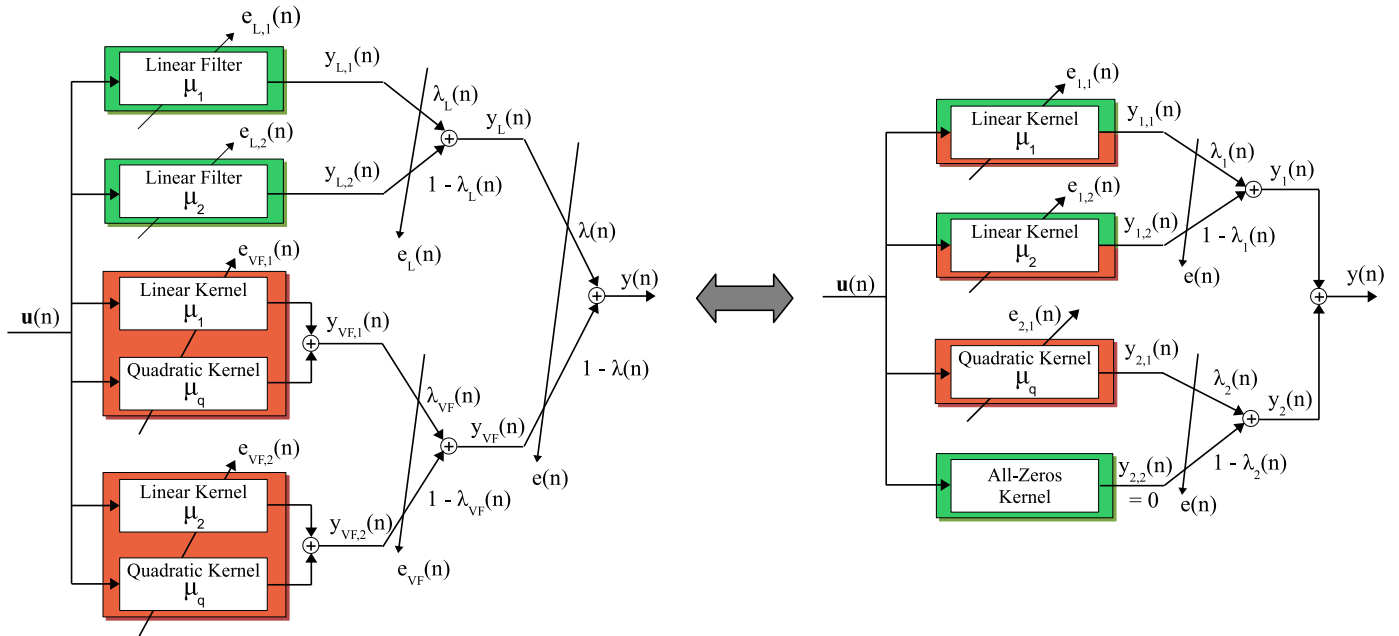 e_L,1(n)
Linear Filter
μ_1
y_L,1(n)
λ_L(n)
y_L(n)
e_L,2(n)
Linear Filter
μ_2
y_L,2(n)
1 - λ_L(n)
e_L(n)
λ(n)
e_VF,1(n)
Linear Kernel
μ_1
u(n)
y_VF,1(n)
Quadratic Kernel
μ_q
y(n)
1 - λ(n)
λ_VF(n)
y_VF(n)
e(n)
e_VF,2(n)
Linear Kernel
μ_2
1 - λ_VF(n)
y_VF,2(n)
Quadratic Kernel
μ_q
e_VF(n)
e_1,1(n)
Linear Kernel
μ_1
y_1,1(n)
λ_1(n)
y_1(n)
e_1,2(n)
Linear Kernel
μ_2
y_1,2(n)
1 - λ_1(n)
e(n)
u(n)
y(n)
e_2,1(n)
Quadratic Kernel
μ_q
y_2,1(n)
λ_2(n)
y_2(n)
All-Zeros
Kernel
y_2,2(n)
= 0
1 - λ_2(n)
e(n)